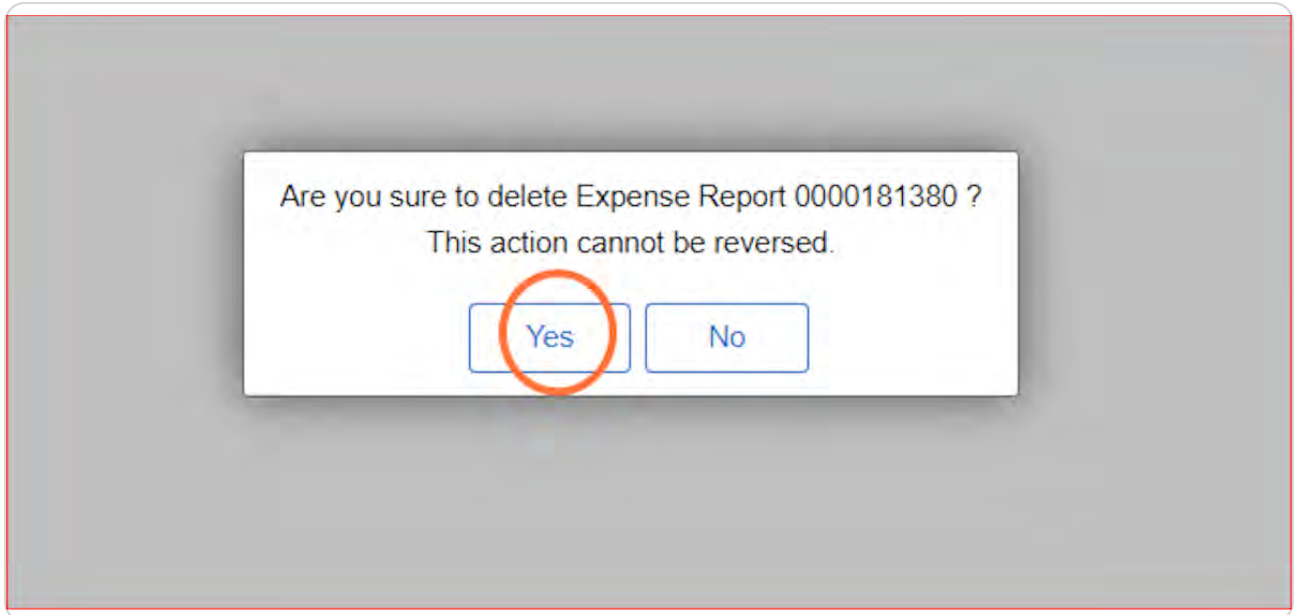 Are you sure to delete Expense Report 0000181380 ?
This action cannot be reversed.
Yes No